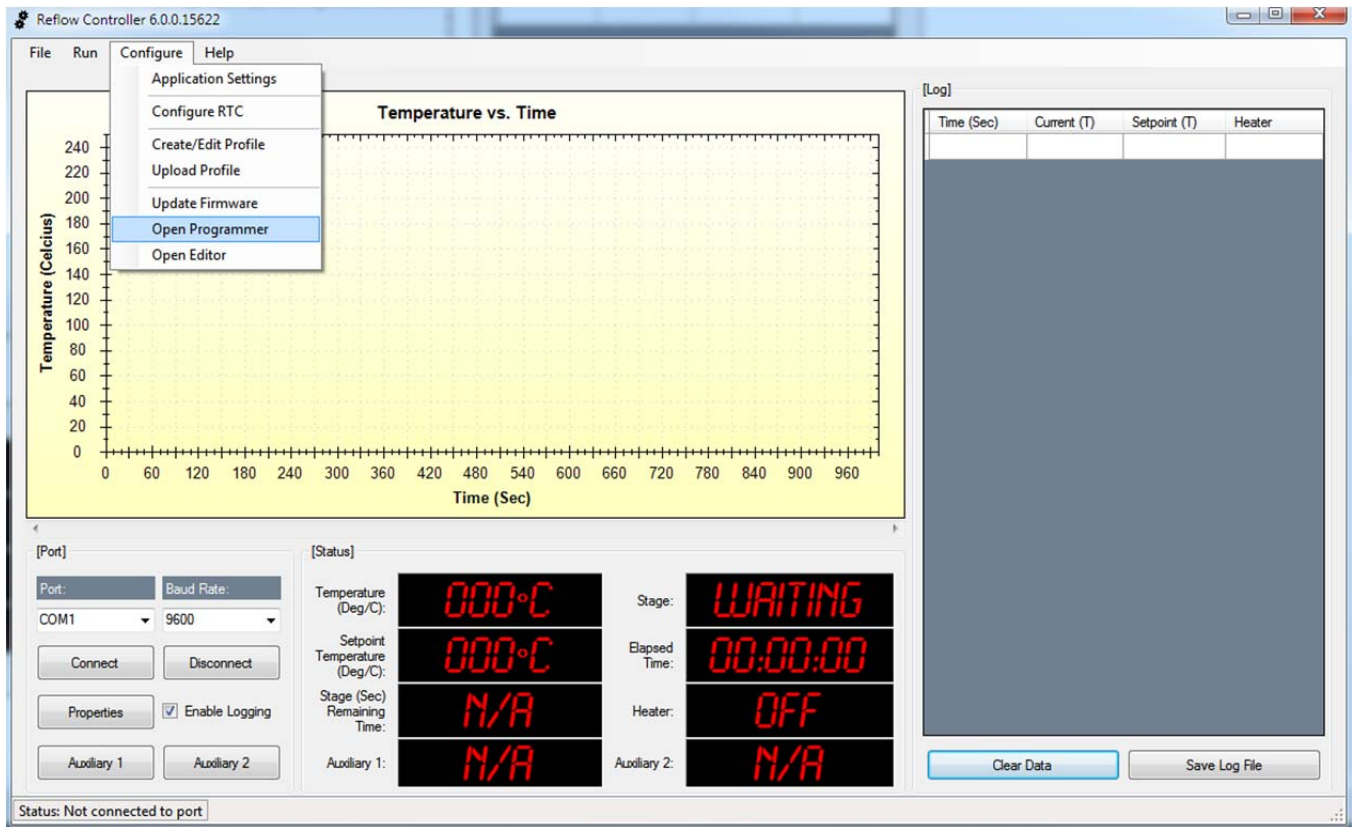 Reflow Controller 6.0.0.15622
File Run Configure Help
Application Settings
Configure RTC
Create/Edit Profile
Upload Profile
Update Firmware
Open Programmer
Open Editor
Temperature vs. Time
Temperature (Celcius)
240
220
200
180
160
140
120
100
80
60
40
20
0
0 60 120 180 240 300 360 420 480 540 600 660 720 780 840 900 960
Time (Sec)
[Log]
Time (Sec) Current (T) Setpoint (T) Heater
[Port]
Port: Baud Rate:
COM1 9600
Connect Disconnect
Properties Enable Logging
Auxiliary 1 Auxiliary 2
[Status]
Temperature
(Deg/C):
000°C
Stage:
WAITING
Setpoint
Temperature
(Deg/C):
000°C
Elapsed
Time:
00:00:00
Stage (Sec)
Remaining
Time:
N/A
Heater:
OFF
Auxiliary 1:
N/A
Auxiliary 2:
N/A
Clear Data Save Log File
Status: Not connected to port